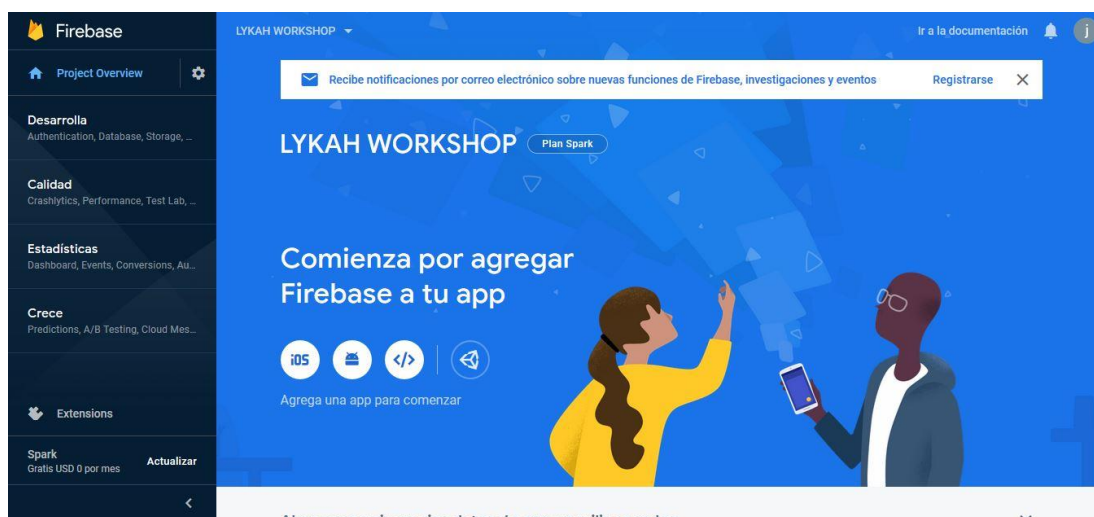 Firebase
LYKAH WORKSHOP
Ir a la documentación
j
Project Overview
Recibe notificaciones por correo electrónico sobre nuevas funciones de Firebase, investigaciones y eventos
Registrarse
Desarrolla
Authentication, Database, Storage, ...
LYKAH WORKSHOP
Plan Spark
Calidad
Crashlytics, Performance, Test Lab, ...
Estadísticas
Dashboard, Events, Conversions, Au...
Comienza por agregar
Firebase a tu app
Crece
Predictions, A/B Testing, Cloud Mes...
iOS
</>
Agrega una app para comenzar
Extensions
Spark
Gratis USD 0 por mes
Actualizar